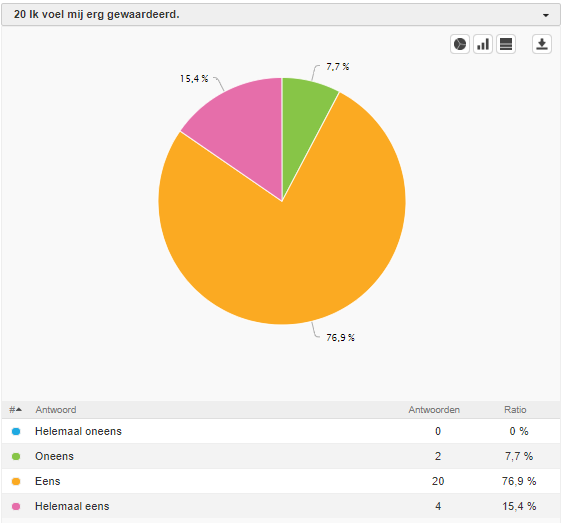 20 Ik voel mij erg gewaardeerd.
7,7 %
15,4 %
76,9 %
# Antwoord Antwoorden Ratio
Helemaal oneens 0 0 %
Oneens 2 7,7 %
Eens 20 76,9 %
Helemaal eens 4 15,4 %